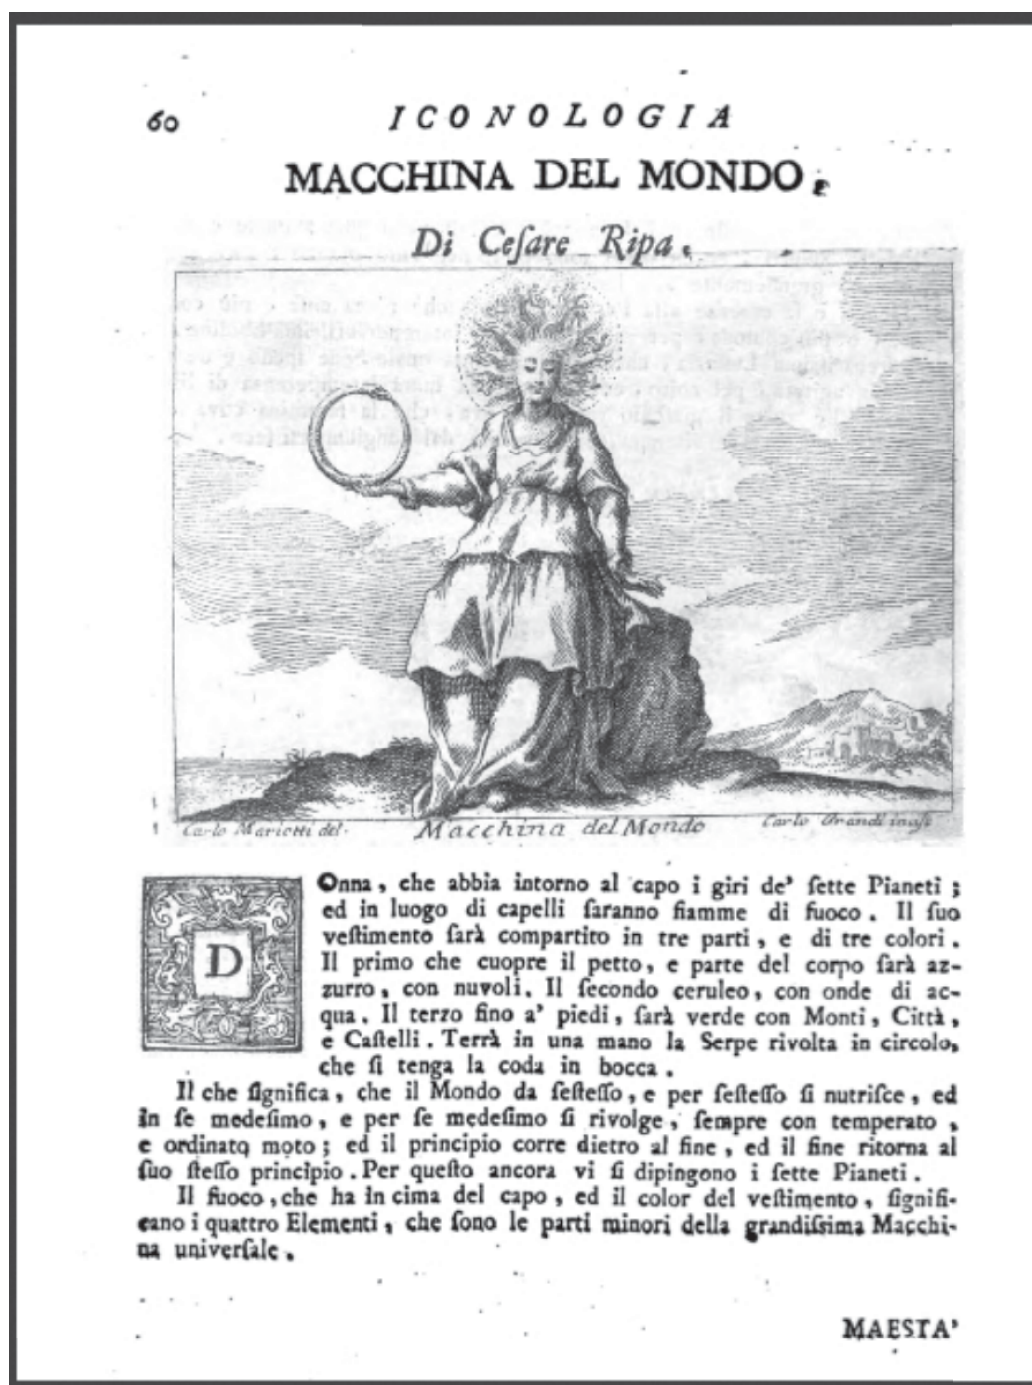 60 ICONOLOGIA
MACCHINA DEL MONDO.
Di Ceſare Ripa.
Carlo Mariotti del. Macchina del Mondo Carlo Grandi inciſ
DOnna, che abbia intorno al capo i giri de' ſette Pianeti;
ed in luogo di capelli ſaranno fiamme di fuoco. Il ſuo
veſtimento ſarà compartito in tre parti, e di tre colori.
Il primo che cuopre il petto, e parte del corpo ſarà az-
zurro, con nuvoli. Il ſecondo ceruleo, con onde di ac-
qua. Il terzo fino a' piedi, ſarà verde con Monti, Città,
e Caſtelli. Terrà in una mano la Serpe rivolta in circolo,
che ſi tenga la coda in bocca.
Il che ſignifica, che il Mondo da ſeſteſſo, e per ſeſteſſo ſi nutriſce, ed
in ſe medeſimo, e per ſe medeſimo ſi rivolge, ſempre con temperato,
e ordinato moto; ed il principio corre dietro al fine, ed il fine ritorna al
ſuo ſteſſo principio. Per queſto ancora vi ſi dipingono i ſette Pianeti.
Il fuoco, che ha in cima del capo, ed il color del veſtimento, ſignifi-
cano i quattro Elementi, che ſono le parti minori della grandiſsima Macchi-
na univerſale.
MAESTA'